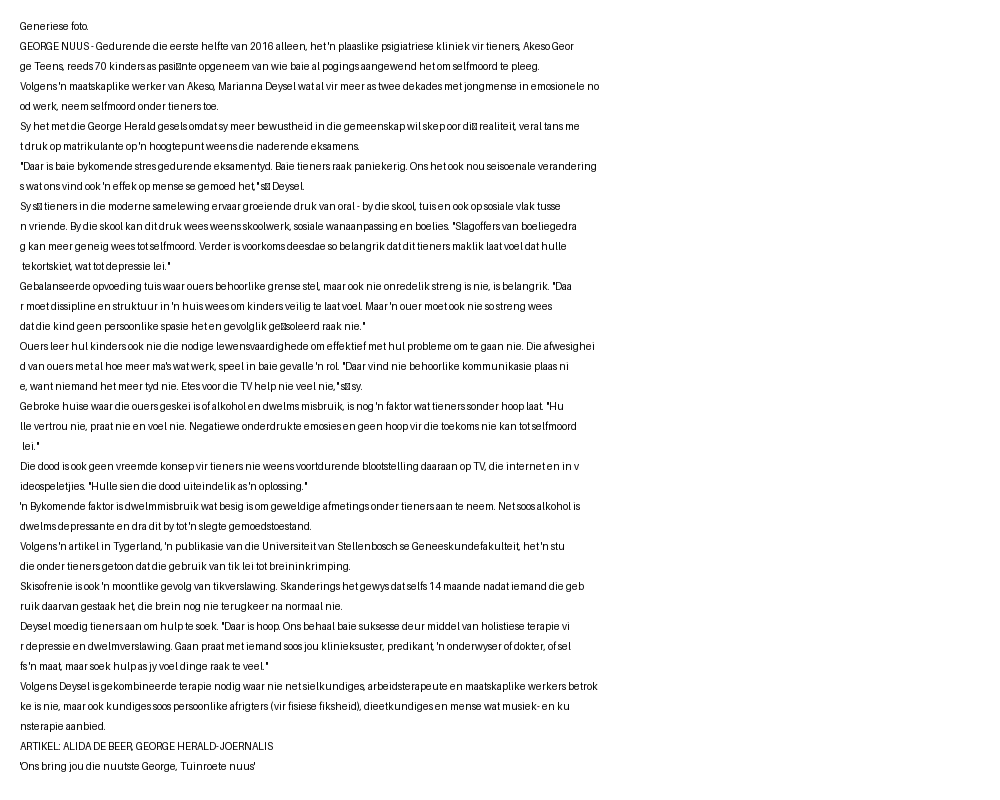 Generiese foto.
GEORGE NUUS - Gedurende die eerste helfte van 2016 alleen, het 'n plaaslike psigiatriese kliniek vir tieners, Akeso Geor
ge Teens, reeds 70 kinders as pasi□nte opgeneem van wie baie al pogings aangewend het om selfmoord te pleeg.
Volgens 'n maatskaplike werker van Akeso, Marianna Deysel wat al vir meer as twee dekades met jongmense in emosionele no
od werk, neem selfmoord onder tieners toe.
Sy het met die George Herald gesels omdat sy meer bewustheid in die gemeenskap wil skep oor di□ realiteit, veral tans me
t druk op matrikulante op 'n hoogtepunt weens die naderende eksamens.
"Daar is baie bykomende stres gedurende eksamentyd. Baie tieners raak paniekerig. Ons het ook nou seisoenale verandering
s wat ons vind ook 'n effek op mense se gemoed het," s□ Deysel.
Sy s□ tieners in die moderne samelewing ervaar groeiende druk van oral - by die skool, tuis en ook op sosiale vlak tusse
n vriende. By die skool kan dit druk wees weens skoolwerk, sosiale wanaanpassing en boelies. "Slagoffers van boeliegedra
g kan meer geneig wees tot selfmoord. Verder is voorkoms deesdae so belangrik dat dit tieners maklik laat voel dat hulle
tekortskiet, wat tot depressie lei."
Gebalanseerde opvoeding tuis waar ouers behoorlike grense stel, maar ook nie onredelik streng is nie, is belangrik. "Daa
r moet dissipline en struktuur in 'n huis wees om kinders veilig te laat voel. Maar 'n ouer moet ook nie so streng wees
dat die kind geen persoonlike spasie het en gevolglik ge□soleerd raak nie."
Ouers leer hul kinders ook nie die nodige lewensvaardighede om effektief met hul probleme om te gaan nie. Die afwesighei
d van ouers met al hoe meer ma's wat werk, speel in baie gevalle 'n rol. "Daar vind nie behoorlike kommunikasie plaas ni
e, want niemand het meer tyd nie. Etes voor die TV help nie veel nie," s□ sy.
Gebroke huise waar die ouers geskei is of alkohol en dwelms misbruik, is nog 'n faktor wat tieners sonder hoop laat. "Hu
lle vertrou nie, praat nie en voel nie. Negatiewe onderdrukte emosies en geen hoop vir die toekoms nie kan tot selfmoord
lei."
Die dood is ook geen vreemde konsep vir tieners nie weens voortdurende blootstelling daaraan op TV, die internet en in v
ideospeletjies. "Hulle sien die dood uiteindelik as 'n oplossing."
'n Bykomende faktor is dwelmmisbruik wat besig is om geweldige afmetings onder tieners aan te neem. Net soos alkohol is
dwelms depressante en dra dit by tot 'n slegte gemoedstoestand.
Volgens 'n artikel in Tygerland, 'n publikasie van die Universiteit van Stellenbosch se Geneeskundefakulteit, het 'n stu
die onder tieners getoon dat die gebruik van tik lei tot breininkrimping.
Skisofrenie is ook 'n moontlike gevolg van tikverslawing. Skanderings het gewys dat selfs 14 maande nadat iemand die geb
ruik daarvan gestaak het, die brein nog nie terugkeer na normaal nie.
Deysel moedig tieners aan om hulp te soek. "Daar is hoop. Ons behaal baie suksesse deur middel van holistiese terapie vi
r depressie en dwelmverslawing. Gaan praat met iemand soos jou klinieksuster, predikant, 'n onderwyser of dokter, of sel
fs 'n maat, maar soek hulp as jy voel dinge raak te veel."
Volgens Deysel is gekombineerde terapie nodig waar nie net sielkundiges, arbeidsterapeute en maatskaplike werkers betrok
ke is nie, maar ook kundiges soos persoonlike afrigters (vir fisiese fiksheid), dieetkundiges en mense wat musiek- en ku
nsterapie aanbied.
ARTIKEL: ALIDA DE BEER, GEORGE HERALD-JOERNALIS
'Ons bring jou die nuutste George, Tuinroete nuus'